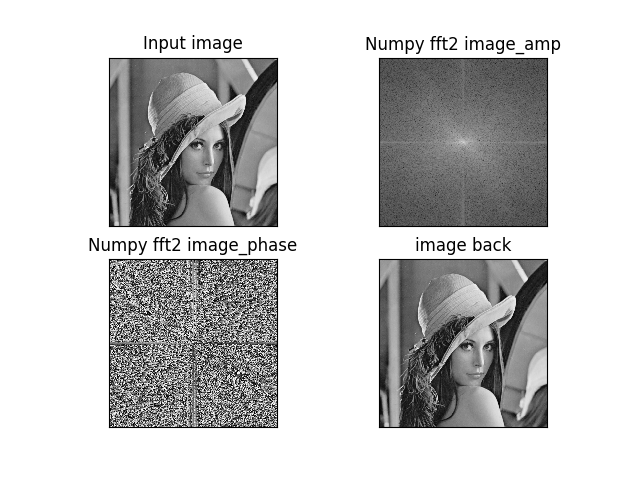 Input image
Numpy fft2 image_amp
Numpy fft2 image_phase
image back